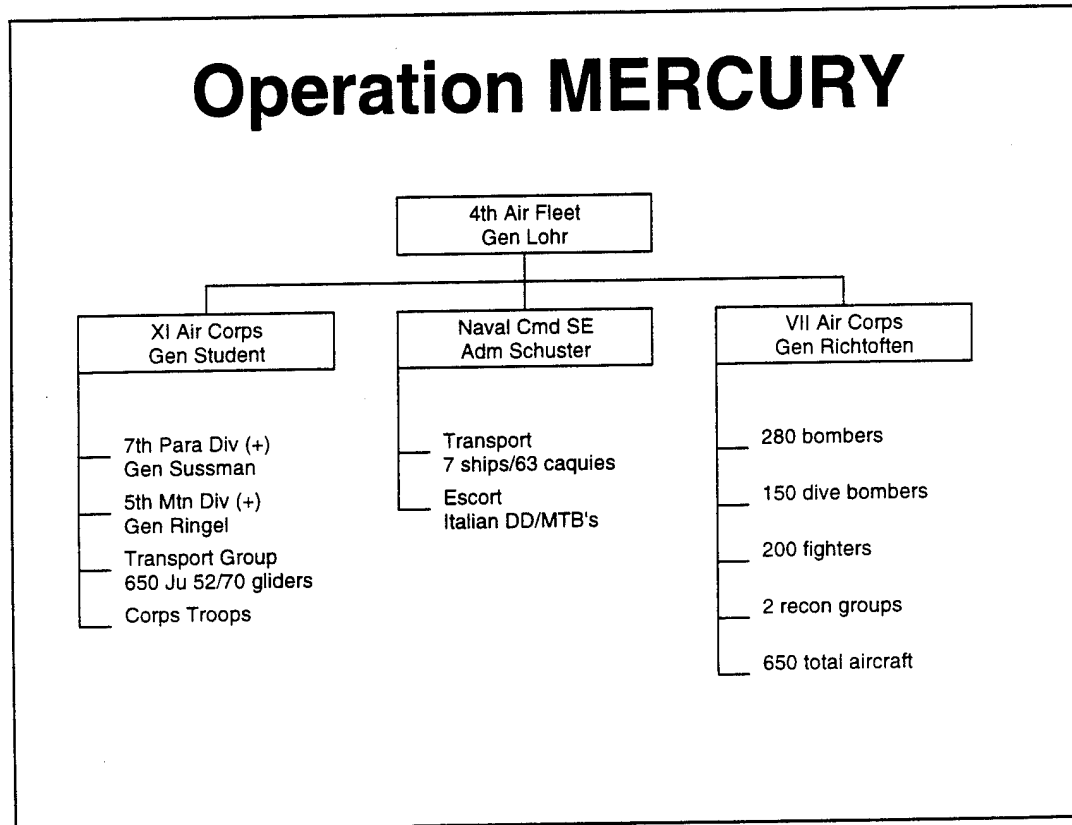 Operation MERCURY
4th Air Fleet
Gen Lohr
XI Air Corps
Gen Student
7th Para Div (+)
Gen Sussman
5th Mtn Div (+)
Gen Ringel
Transport Group
650 Ju 52/70 gliders
Corps Troops
Naval Cmd SE
Adm Schuster
Transport
7 ships/63 caquies
Escort
Italian DD/MTB's
VII Air Corps
Gen Richtoften
280 bombers
150 dive bombers
200 fighters
2 recon groups
650 total aircraft